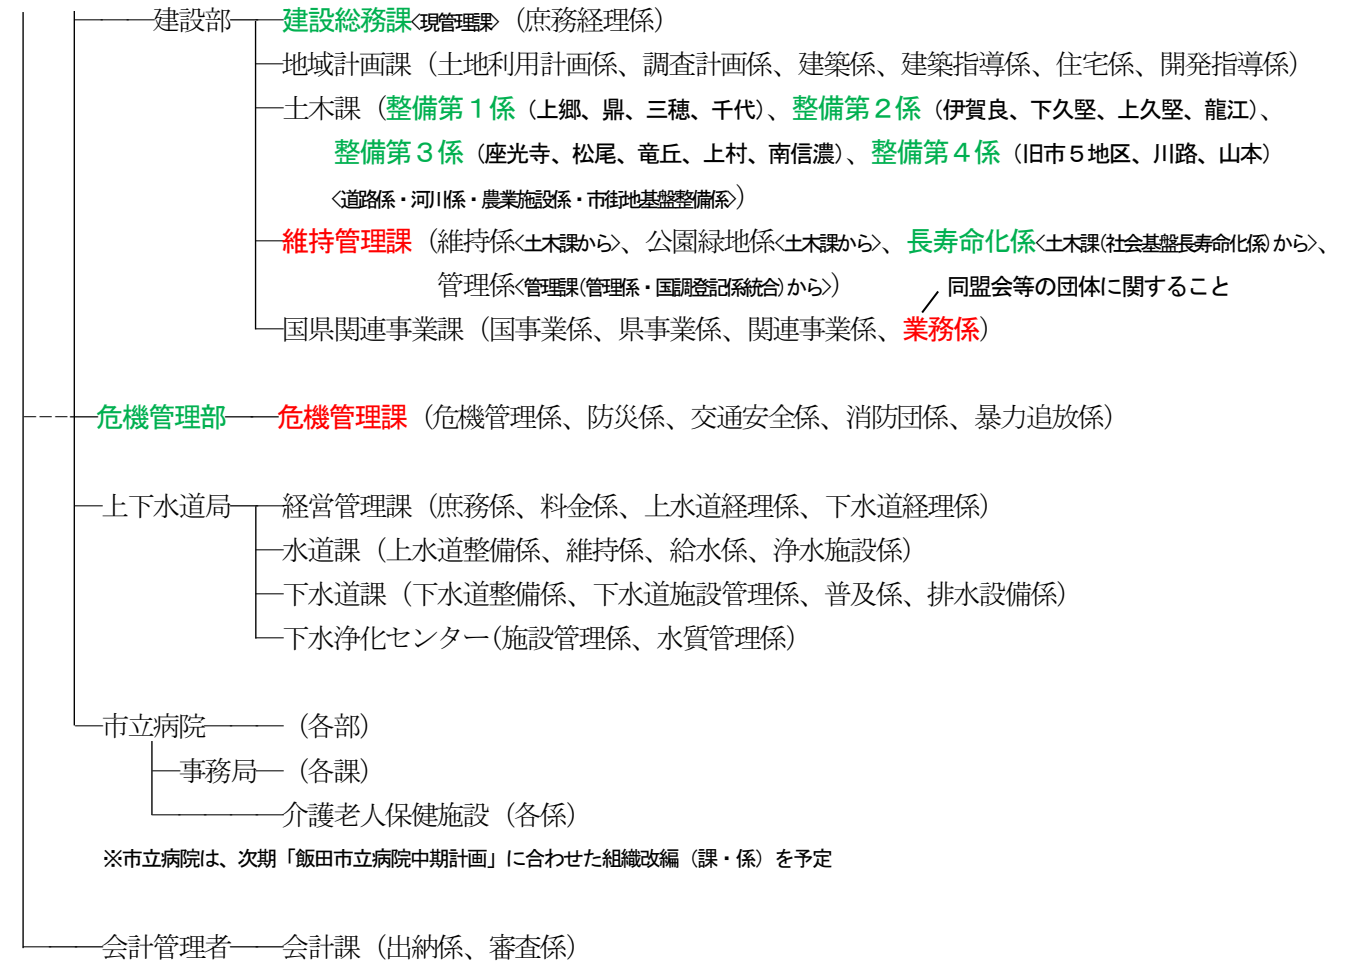 建設部 建設総務課<現管理課>（庶務経理係）
地域計画課（土地利用計画係、調査計画係、建築係、建築指導係、住宅係、開発指導係）
土木課（整備第１係（上郷、鼎、三穂、千代）、整備第２係（伊賀良、下久堅、上久堅、龍江）、
整備第３係（座光寺、松尾、竜丘、上村、南信濃）、整備第４係（旧市５地区、川路、山本）
<道路係・河川係・農業施設係・市街地基盤整備係>）
維持管理課（維持係<土木課から>、公園緑地係<土木課から>、長寿命化係<土木課(社会基盤長寿命化係)から>、
管理係<管理課(管理係・国調登記係統合)から>）
同盟会等の団体に関すること
国県関連事業課（国事業係、県事業係、関連事業係、業務係）
危機管理部 危機管理課（危機管理係、防災係、交通安全係、消防団係、暴力追放係）
上下水道局 経営管理課（庶務係、料金係、上水道経理係、下水道経理係）
水道課（上水道整備係、維持係、給水係、浄水施設係）
下水道課（下水道整備係、下水道施設管理係、普及係、排水設備係）
下水浄化センター（施設管理係、水質管理係）
市立病院（各部）
事務局（各課）
介護老人保健施設（各係）
※市立病院は、次期「飯田市立病院中期計画」に合わせた組織改編（課・係）を予定
会計管理者 会計課（出納係、審査係）